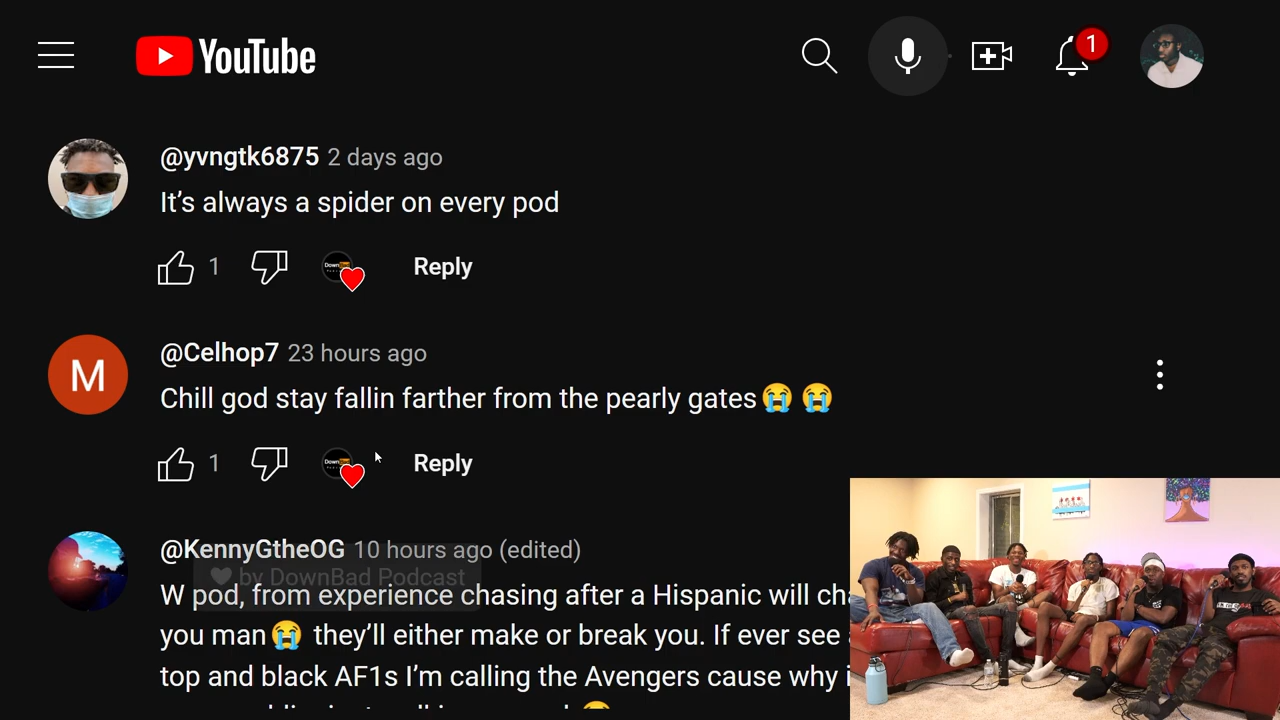 YouTube
1
@yvngtk6875 2 days ago
It’s always a spider on every pod
1 Reply
M
@Celhop7 23 hours ago
Chill god stay fallin farther from the pearly gates😭 😭
1 Reply
@KennyGtheOG 10 hours ago (edited)
by DownBad Podcast
W pod, from experience chasing after a Hispanic will
you man😭 they’ll either make or break you. If ever see
top and black AF1s I’m calling the Avengers cause why